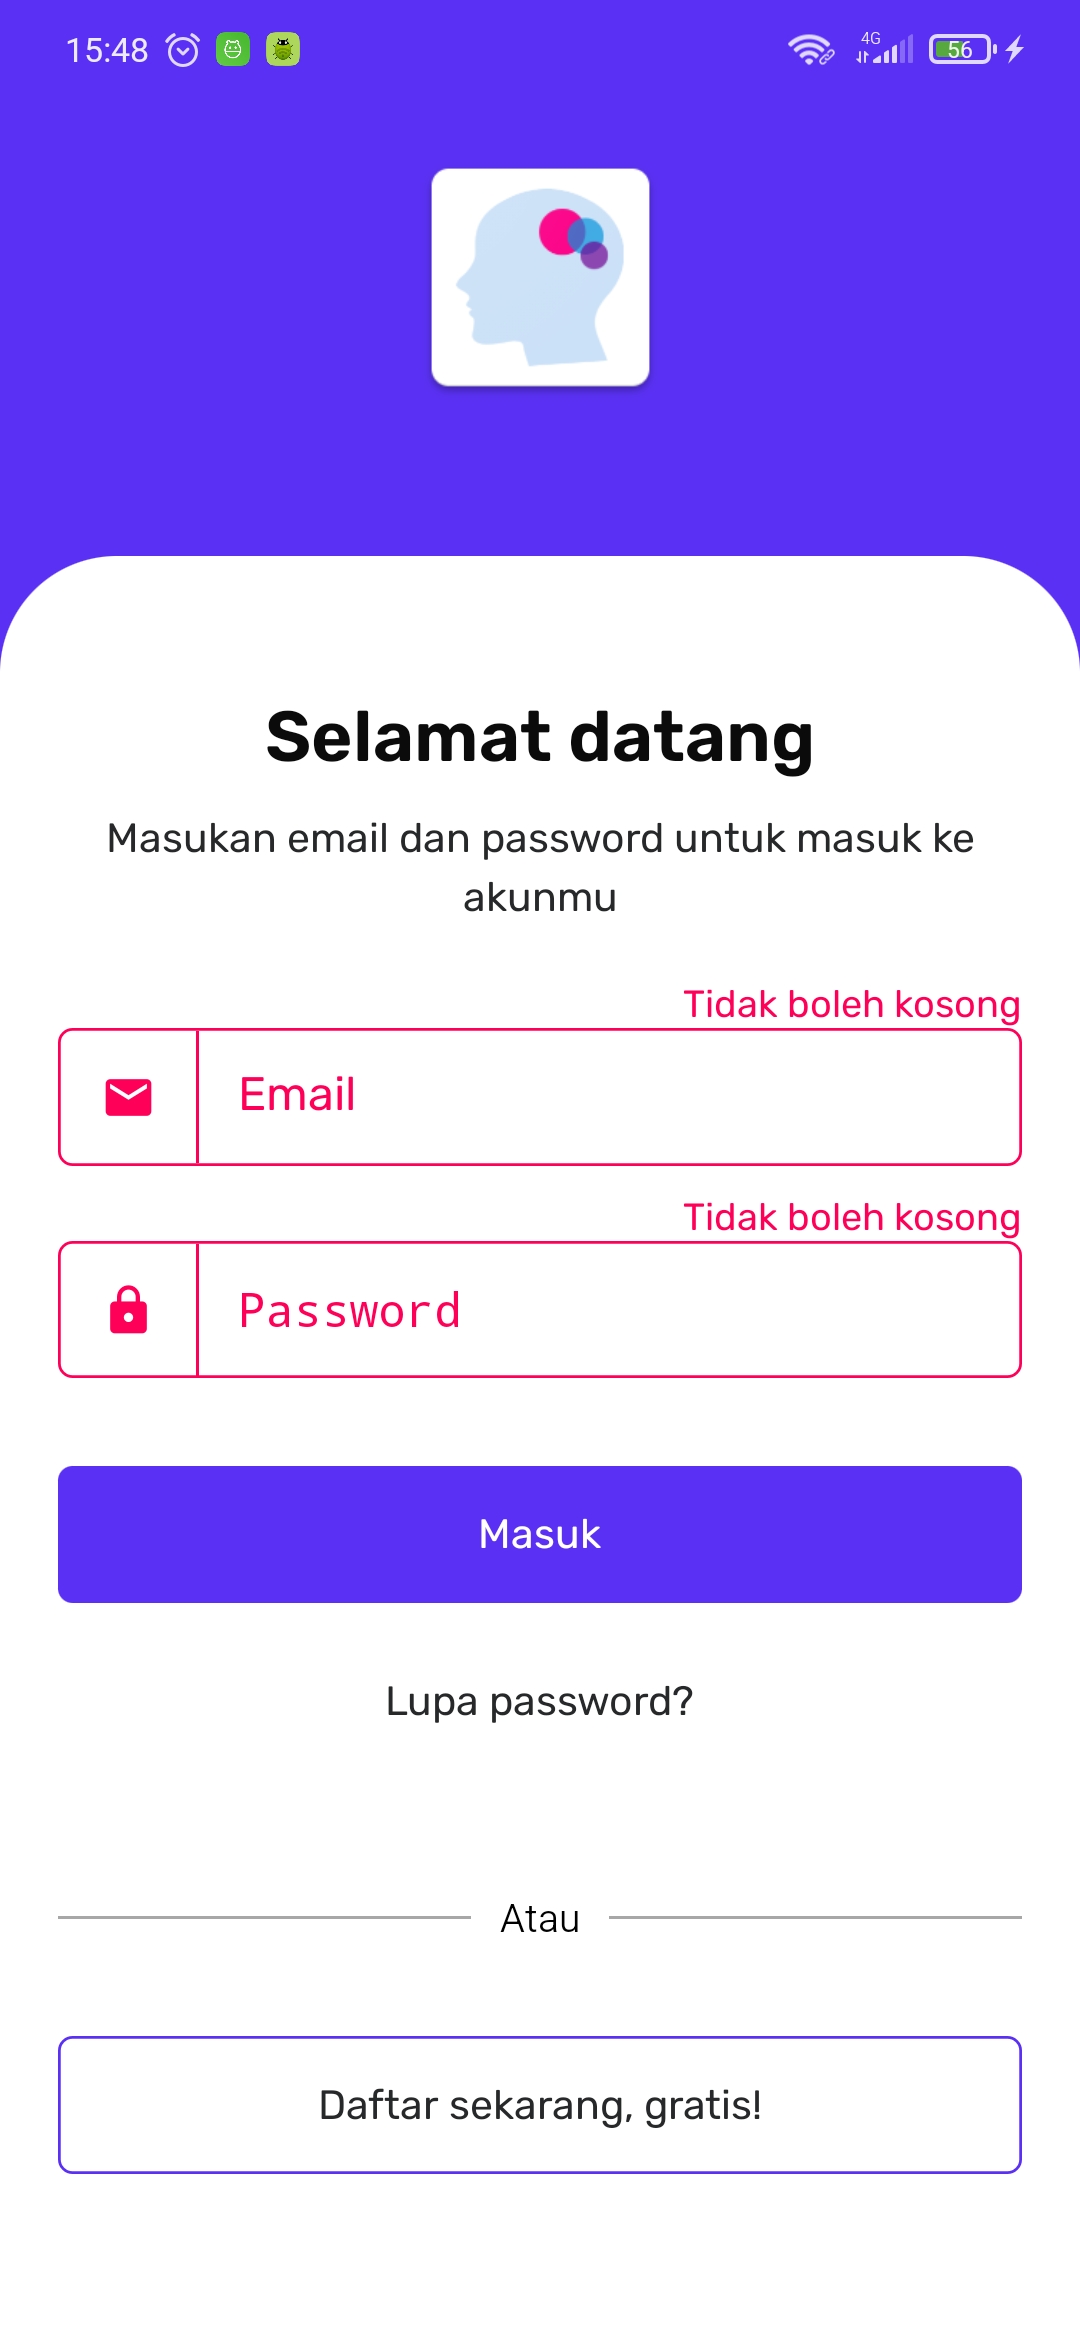 15:48
4G
56
Selamat datang
Masukan email dan password untuk masuk ke
akunmu
Tidak boleh kosong
Email
Tidak boleh kosong
Password
Masuk
Lupa password?
Atau
Daftar sekarang, gratis!